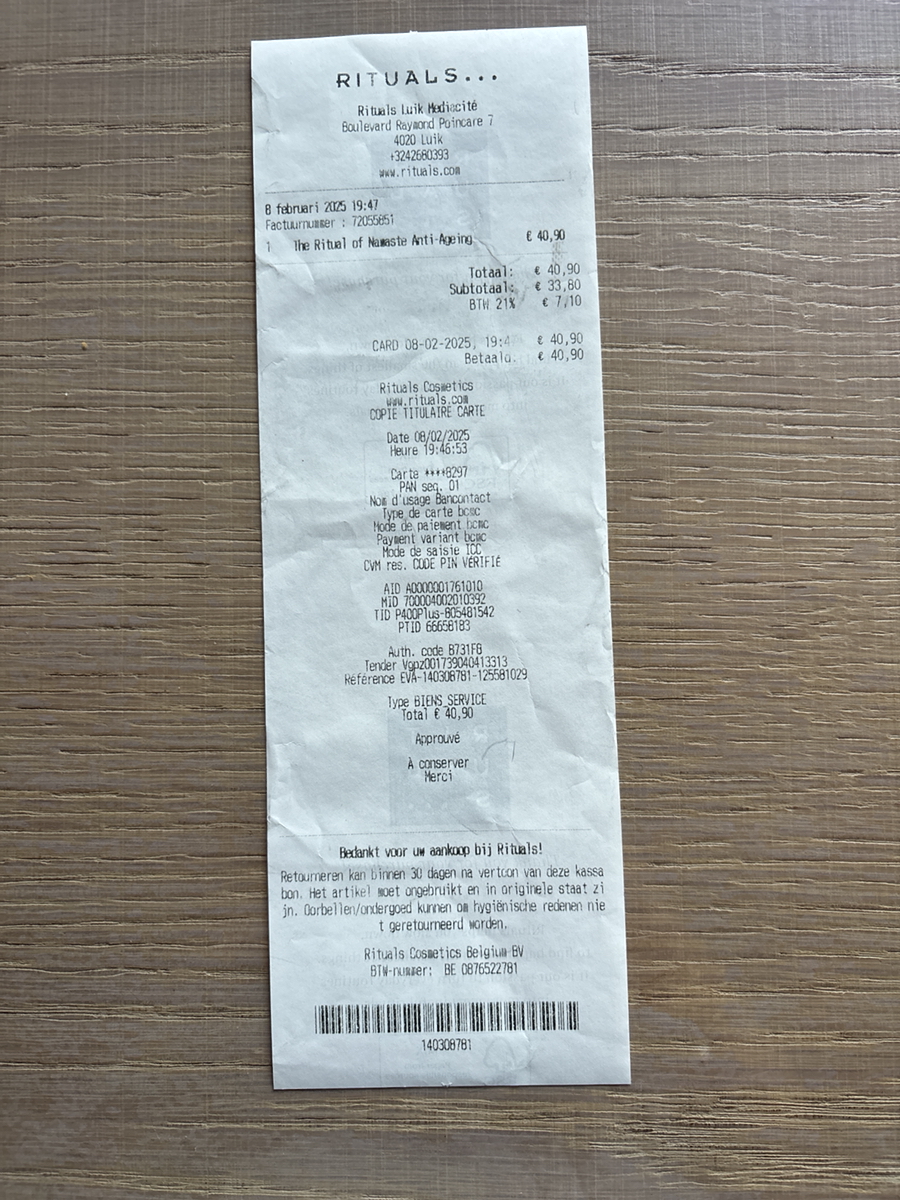 RITUALS...
Rituals Luik Mediacité
Boulevard Raymond Poincare 7
4020 Luik
+3242680393
www.rituals.com
8 februari 2025 19:47
Factuurnummer : 72055851
1 The Ritual of Namaste Anti-Ageing € 40,90
Totaal: € 40,90
Subtotaal: € 33,80
BTW 21% € 7,10
CARD 08-02-2025, 19:4 € 40,90
Betaald: € 40,90
Rituals Cosmetics
www.rituals.com
COPIE TITULAIRE CARTE
Date 08/02/2025
Heure 19:46:53
Carte ****8297
PAN seq. 01
Nom d'usage Bancontact
Type de carte bcmc
Mode de paiement bcmc
Payment variant bcmc
Mode de saisie ICC
CVM res. CODE PIN VÉRIFIÉ
AID A0000001761010
MID 700004002010392
TID P400Plus-805481542
PTID 66658183
Auth. code B731F8
Tender Vgpz001739040413313
Référence EVA-140308781-125581029
Type BIENS_SERVICE
Total € 40,90
Approuvé
À conserver
Merci
Bedankt voor uw aankoop bij Rituals!
Retourneren kan binnen 30 dagen na vertoon van deze kassa
bon. Het artikel moet ongebruikt en in originele staat zi
jn. Oorbellen/ondergoed kunnen om hygiënische redenen nie
t geretourneerd worden.
Rituals Cosmetics Belgium BV
BTW-nummer: BE 0876522781
140308781